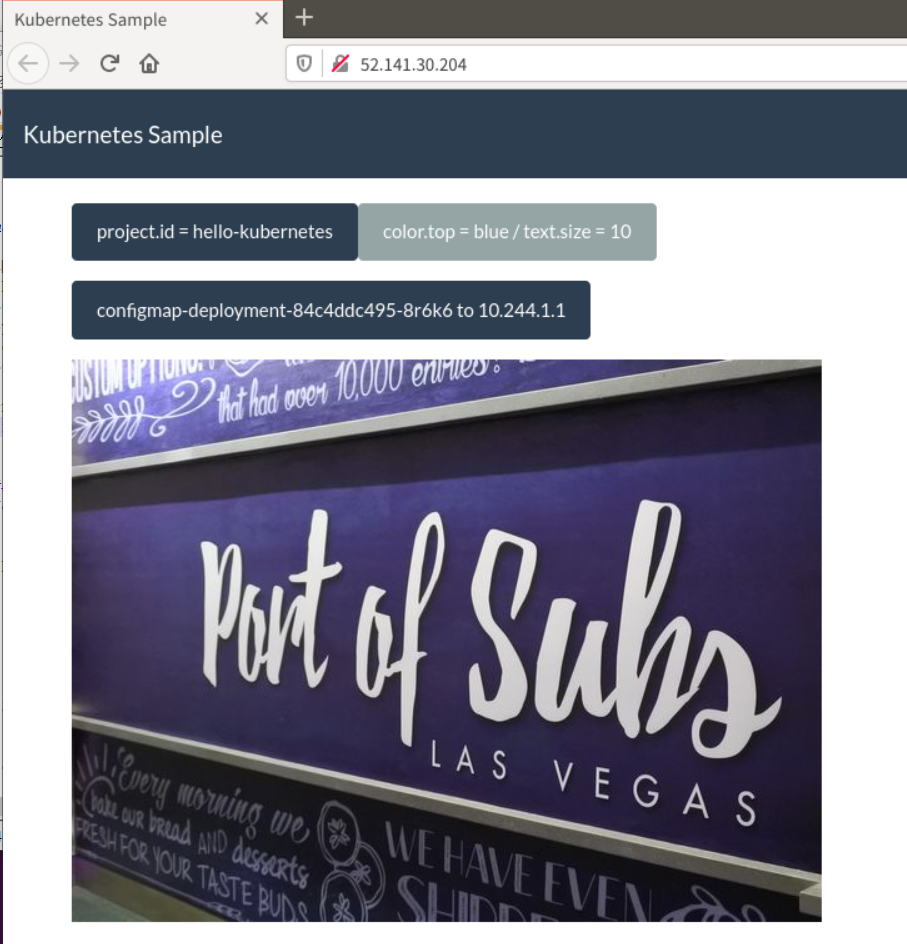 Kubernetes Sample
52.141.30.204
Kubernetes Sample
project.id = hello-kubernetes
color.top = blue / text.size = 10
configmap-deployment-84c4ddc495-8r6k6 to 10.244.1.1
CUSTOM OPTIONS.
that had over 10,000 entries!
Port of Subs
LAS VEGAS
Every morning we
bake our bread AND desserts
FRESH FOR YOUR TASTE BUDS
WE HAVE EVEN